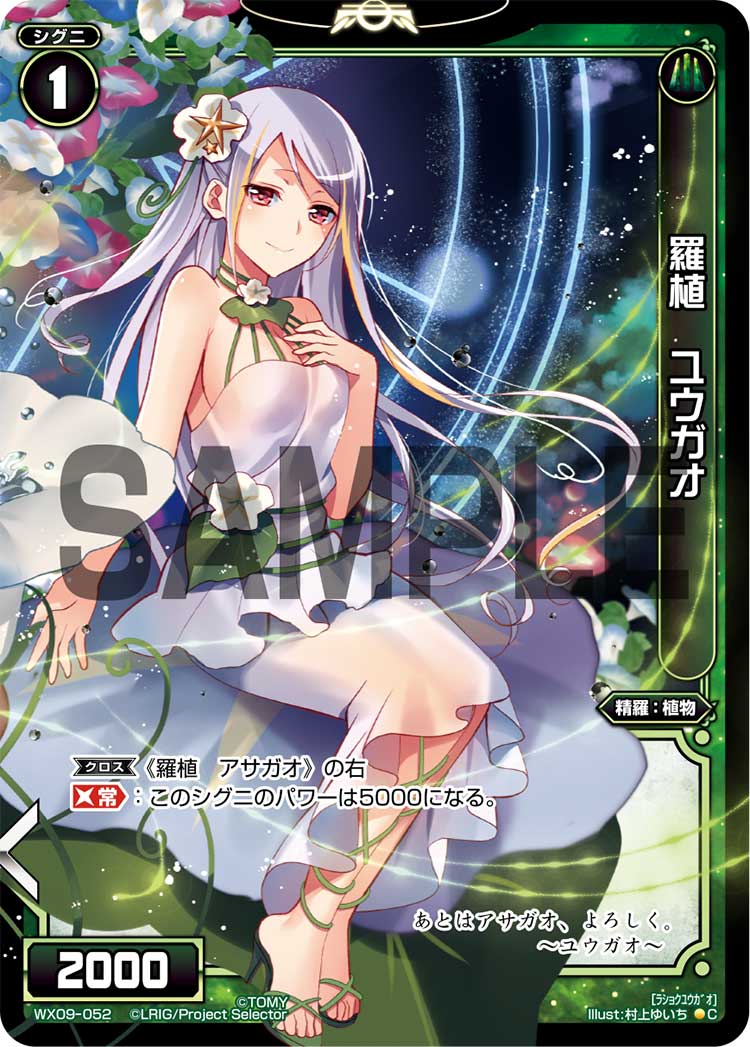 シグニ
1
羅植　ユウガオ
SAMPLE
精羅：植物
クロス 《羅植　アサガオ》の右
常：このシグニのパワーは5000になる。
あとはアサガオ、よろしく。
～ユウガオ～
2000
[ラショクユウガオ]
WX09-052 ©LRIG/Project Selector ©TOMY Illust:村上ゆいち C